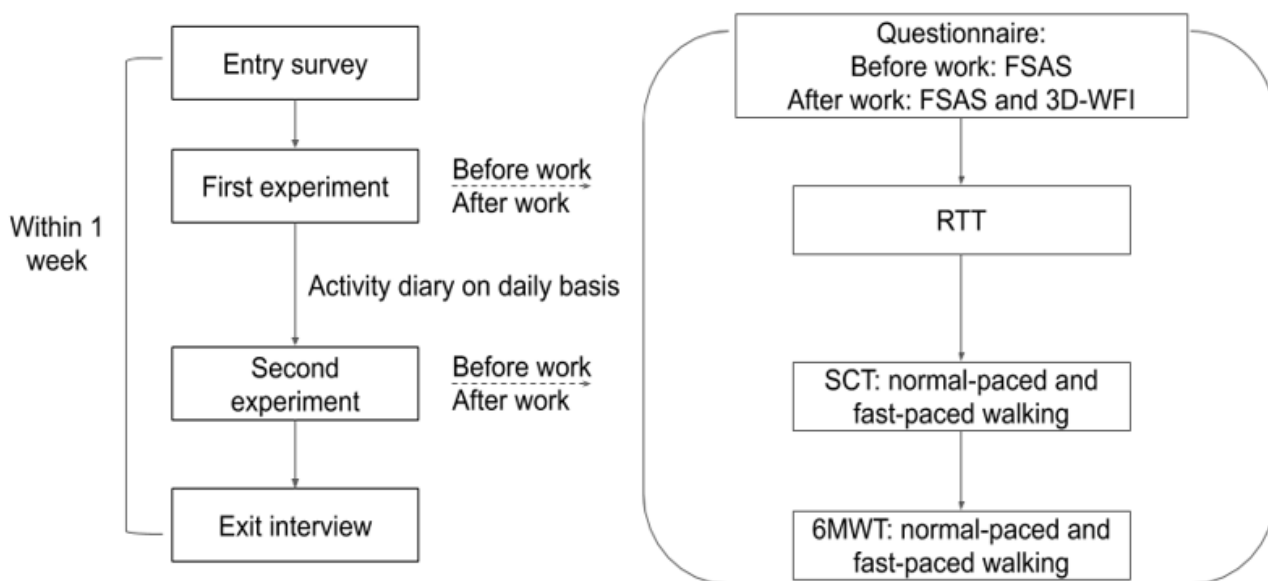 Within 1
week
Entry survey
First experiment
Before work
After work
Activity diary on daily basis
Second
experiment
Before work
After work
Exit interview
Questionnaire:
Before work: FSAS
After work: FSAS and 3D-WFI
RTT
SCT: normal-paced and
fast-paced walking
6MWT: normal-paced and
fast-paced walking